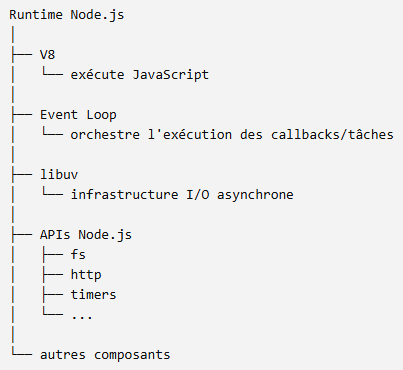 Runtime Node.js
│
├── V8
│   └── exécute JavaScript
│
├── Event Loop
│   └── orchestre l'exécution des callbacks/tâches
│
├── libuv
│   └── infrastructure I/O asynchrone
│
├── APIs Node.js
│   ├── fs
│   ├── http
│   ├── timers
│   └── ...
│
└── autres composants